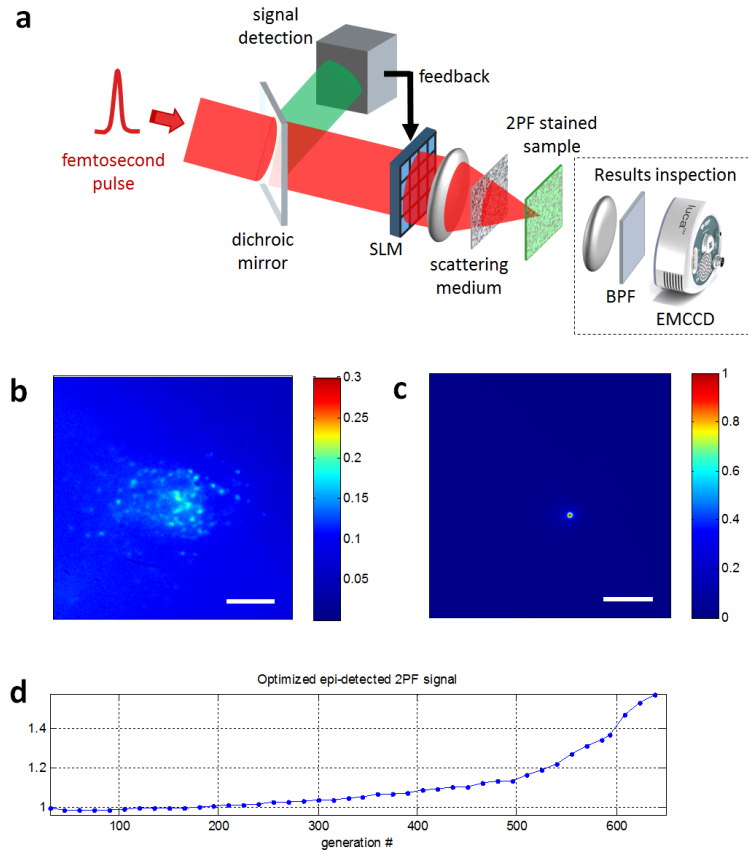 a
signal
detection
feedback
femtosecond
pulse
dichroic
mirror
SLM
scattering
medium
2PF stained
sample
Results inspection
luca
BPF
EMCCD
b
0.3
0.25
0.2
0.15
0.1
0.05
c
1
0.8
0.6
0.4
0.2
0
d
Optimized epi-detected 2PF signal
1.4
1.2
1
100
200
300
400
500
600
generation #